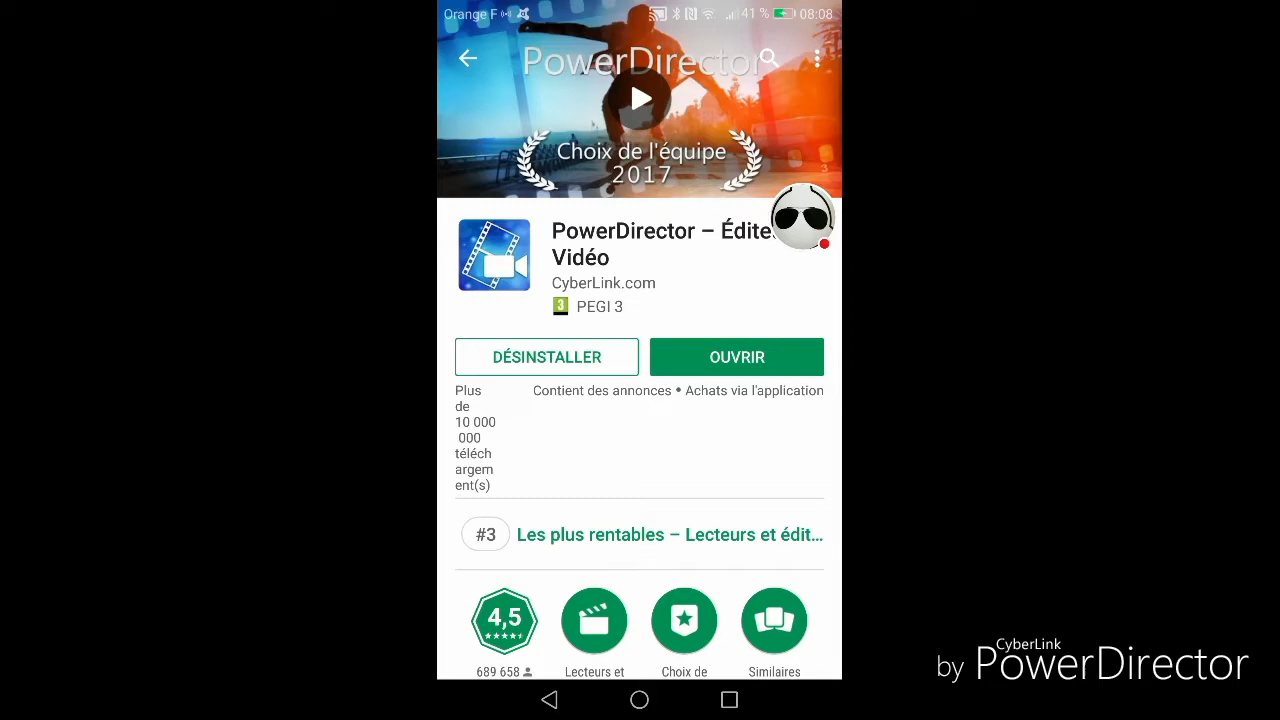 Orange F
41 %
08:08
PowerDirector
Choix de l'équipe
2017
PowerDirector – Édite
Vidéo
CyberLink.com
3 PEGI 3
DÉSINSTALLER
OUVRIR
Plus
de
10 000
000
téléch
argem
ent(s)
Contient des annonces • Achats via l'application
#3 Les plus rentables – Lecteurs et édit...
4,5
689 658
Lecteurs et
Choix de
Similaires
CyberLink
by PowerDirector